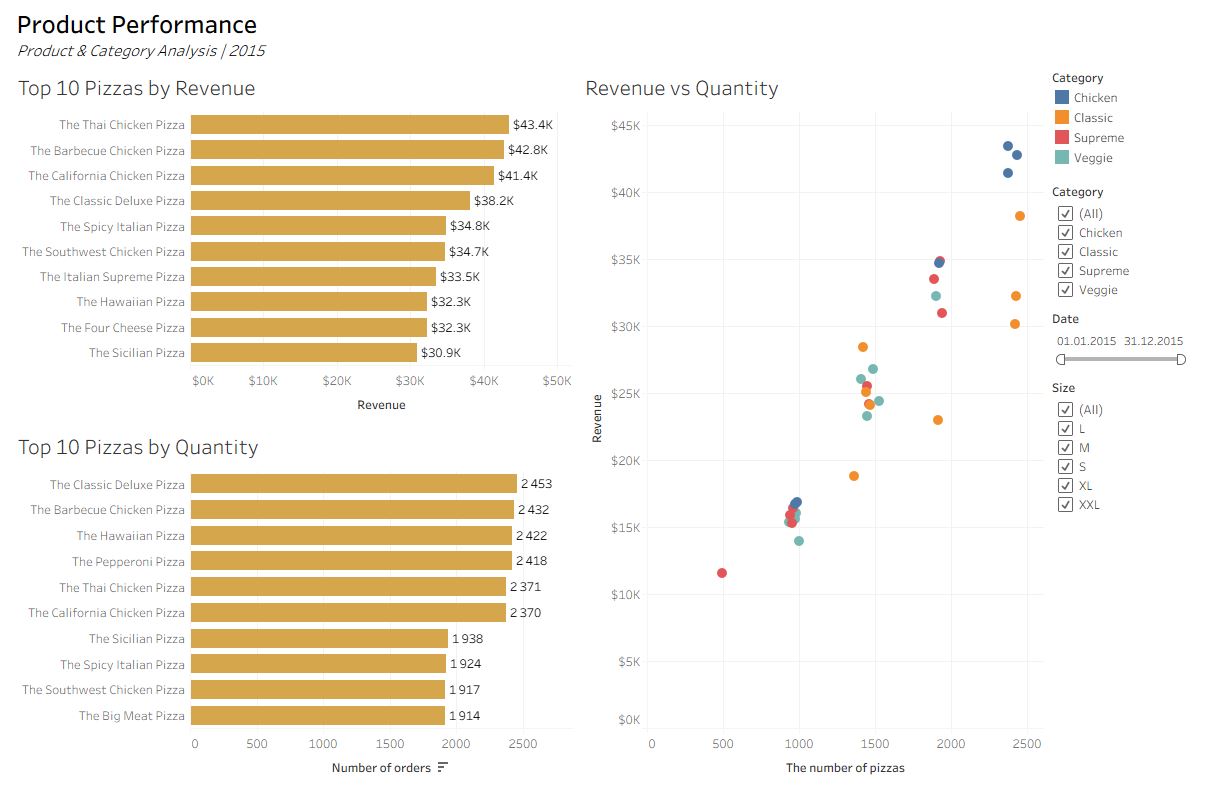 Product Performance
Product & Category Analysis | 2015
Top 10 Pizzas by Revenue
The Thai Chicken Pizza $43.4K
The Barbecue Chicken Pizza $42.8K
The California Chicken Pizza $41.4K
The Classic Deluxe Pizza $38.2K
The Spicy Italian Pizza $34.8K
The Southwest Chicken Pizza $34.7K
The Italian Supreme Pizza $33.5K
The Hawaiian Pizza $32.3K
The Four Cheese Pizza $32.3K
The Sicilian Pizza $30.9K
$0K $10K $20K $30K $40K $50K
Revenue
Top 10 Pizzas by Quantity
The Classic Deluxe Pizza 2 453
The Barbecue Chicken Pizza 2 432
The Hawaiian Pizza 2 422
The Pepperoni Pizza 2 418
The Thai Chicken Pizza 2 371
The California Chicken Pizza 2 370
The Sicilian Pizza 1 938
The Spicy Italian Pizza 1 924
The Southwest Chicken Pizza 1 917
The Big Meat Pizza 1 914
0 500 1000 1500 2000 2500
Number of orders
Revenue vs Quantity
$45K
$40K
$35K
$30K
$25K
$20K
$15K
$10K
$5K
$0K
Revenue
0 500 1000 1500 2000 2500
The number of pizzas
Category
Chicken
Classic
Supreme
Veggie
Category
(All)
Chicken
Classic
Supreme
Veggie
Date
01.01.2015 31.12.2015
Size
(All)
L
M
S
XL
XXL